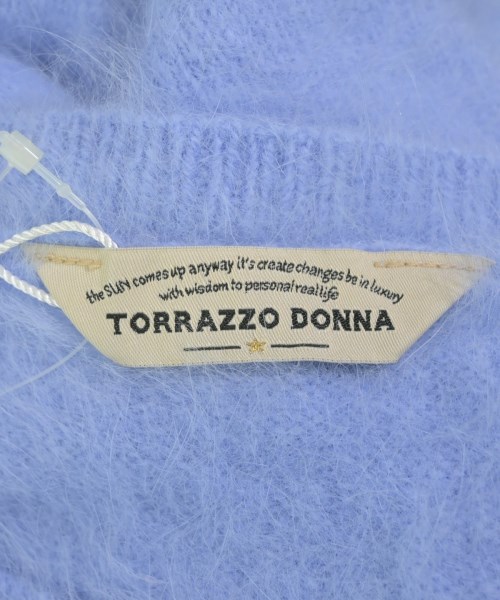 the SUN comes up anyway it's create changes be in luxury
with wisdom to personal real life
TORRAZZO DONNA